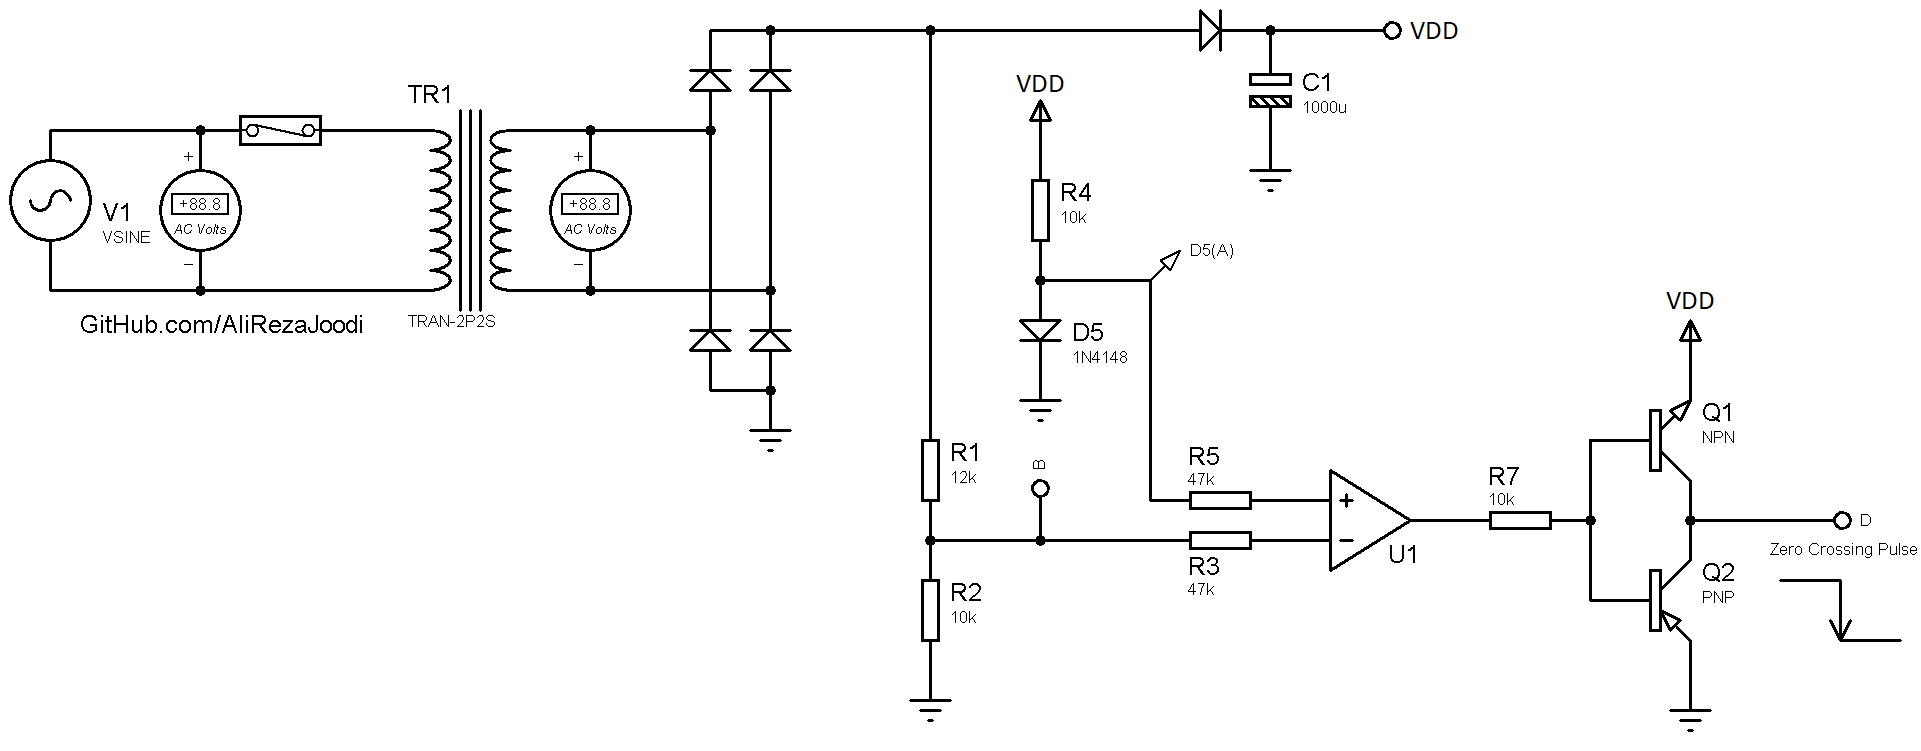 VDD
VDD
TR1
C1
1000u
+
+88.8
AC Volts
−
+
+88.8
AC Volts
−
V1
VSINE
R4
10k
D5(A)
GitHub.com/AliRezaJoodi
TRAN-2P2S
D5
1N4148
VDD
Q1
NPN
R1
12k
B
R5
47k
R7
10k
+
−
U1
D
Zero Crossing Pulse
R3
47k
R2
10k
Q2
PNP